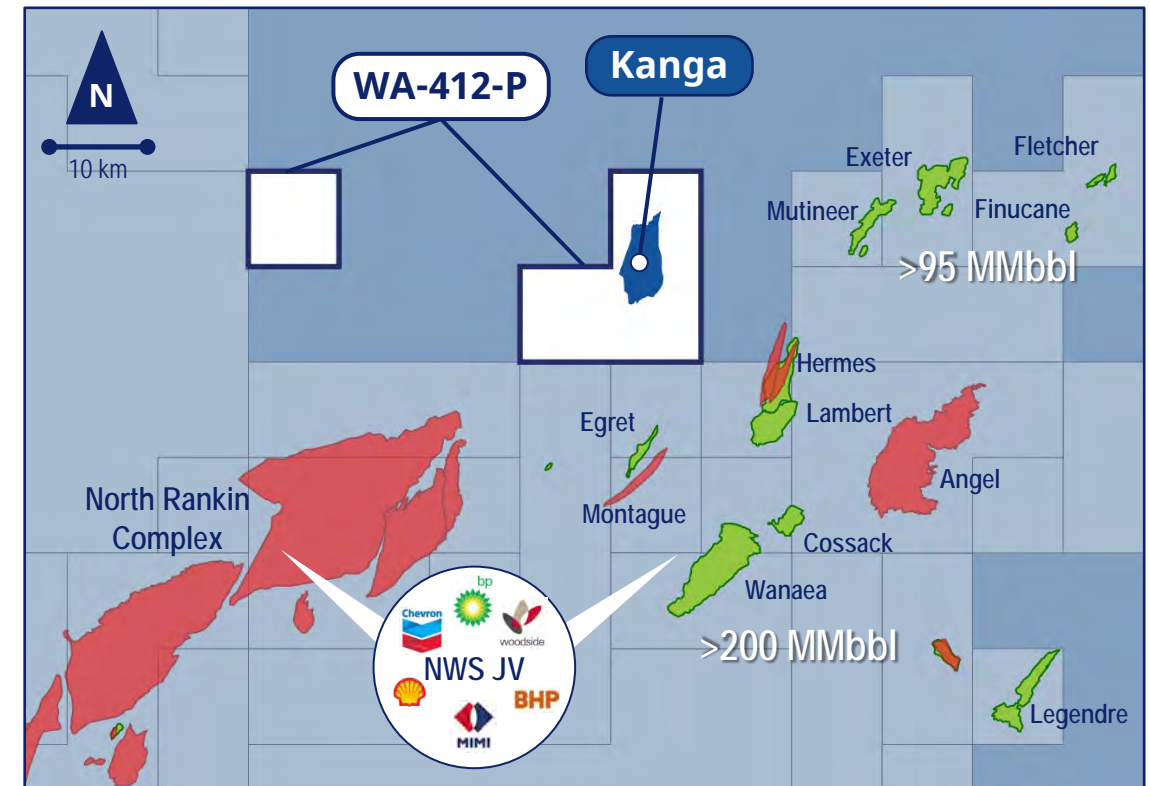 N
10 km
WA-412-P
Kanga
Exeter
Fletcher
Mutineer
Finucane
>95 MMbbl
Hermes
Lambert
Egret
Montague
Angel
North Rankin
Complex
Cossack
Wanaea
>200 MMbbl
bp
Chevron
woodside
NWS JV
BHP
MIMI
Legendre